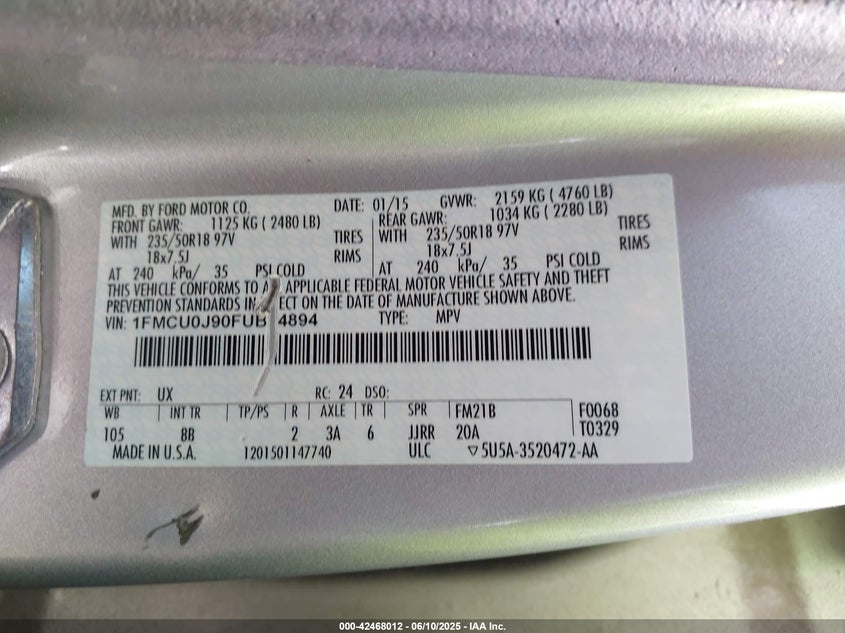 MFD. BY FORD MOTOR CO. DATE: 01/15 GVWR: 2159 KG ( 4760 LB)
FRONT GAWR: 1125 KG ( 2480 LB) REAR GAWR: 1034 KG ( 2280 LB)
WITH 235/50R18 97V TIRES WITH 235/50R18 97V TIRES
18x7.5J RIMS 18x7.5J RIMS
AT 240 kPa/ 35 PSI COLD AT 240 kPa/ 35 PSI COLD
THIS VEHICLE CONFORMS TO APPLICABLE FEDERAL MOTOR VEHICLE SAFETY AND THEFT
PREVENTION STANDARDS IN ON THE DATE OF MANUFACTURE SHOWN ABOVE.
VIN: TYPE: MPV
EXT PNT: UX RC: 24 DSO:
WB INT TR TP/PS R AXLE TR SPR FM21B F0068
105 8B 2 3A 6 JJRR 20A T0329
MADE IN U.S.A. 1201501147740 ULC ▽5U5A-3520472-AA
000-42468012 - 06/10/2025 - IAA Inc.